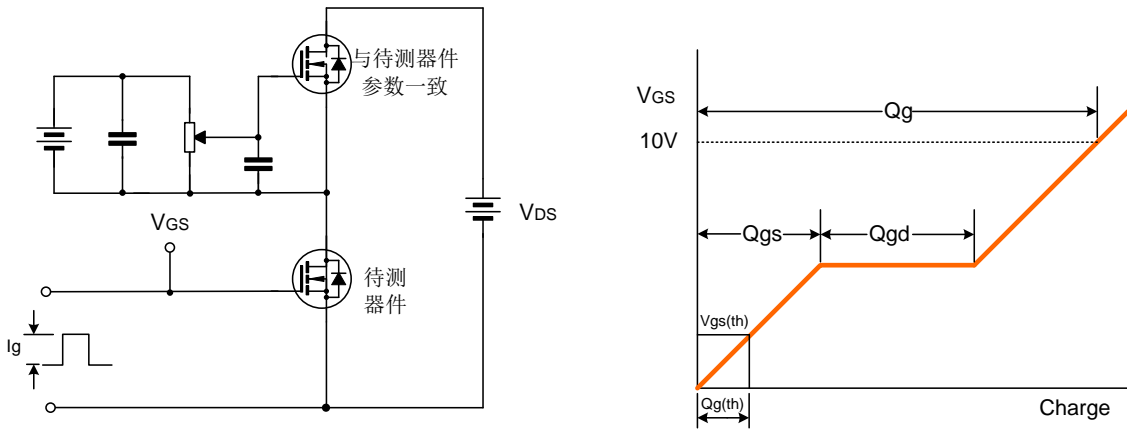 与待测器件
参数一致
VGS
VDS
待测
器件
Ig
VGS
Qg
10V
Qgs
Qgd
Vgs(th)
Qg(th)
Charge